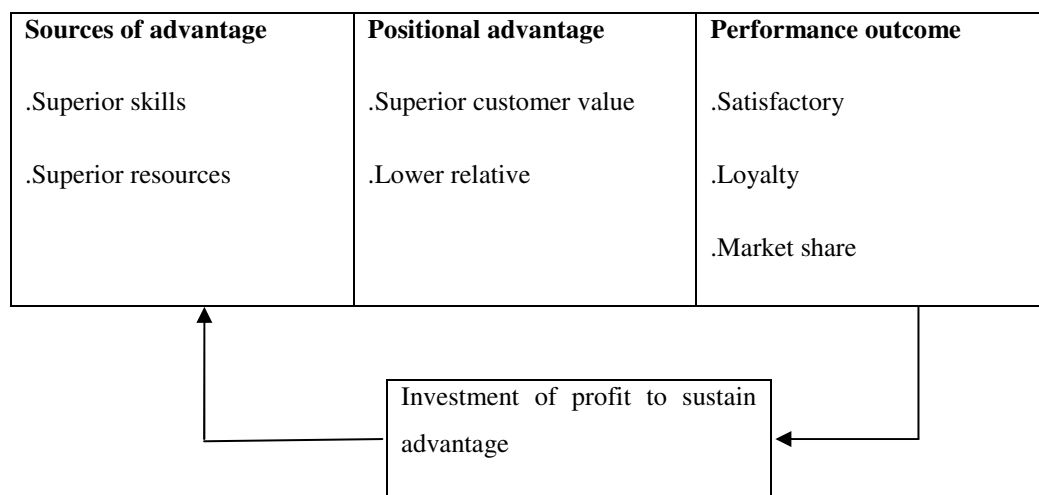 Sources of advantage
.Superior skills
.Superior resources
Positional advantage
.Superior customer value
.Lower relative
Performance outcome
.Satisfactory
.Loyalty
.Market share
Investment of profit to sustain
advantage